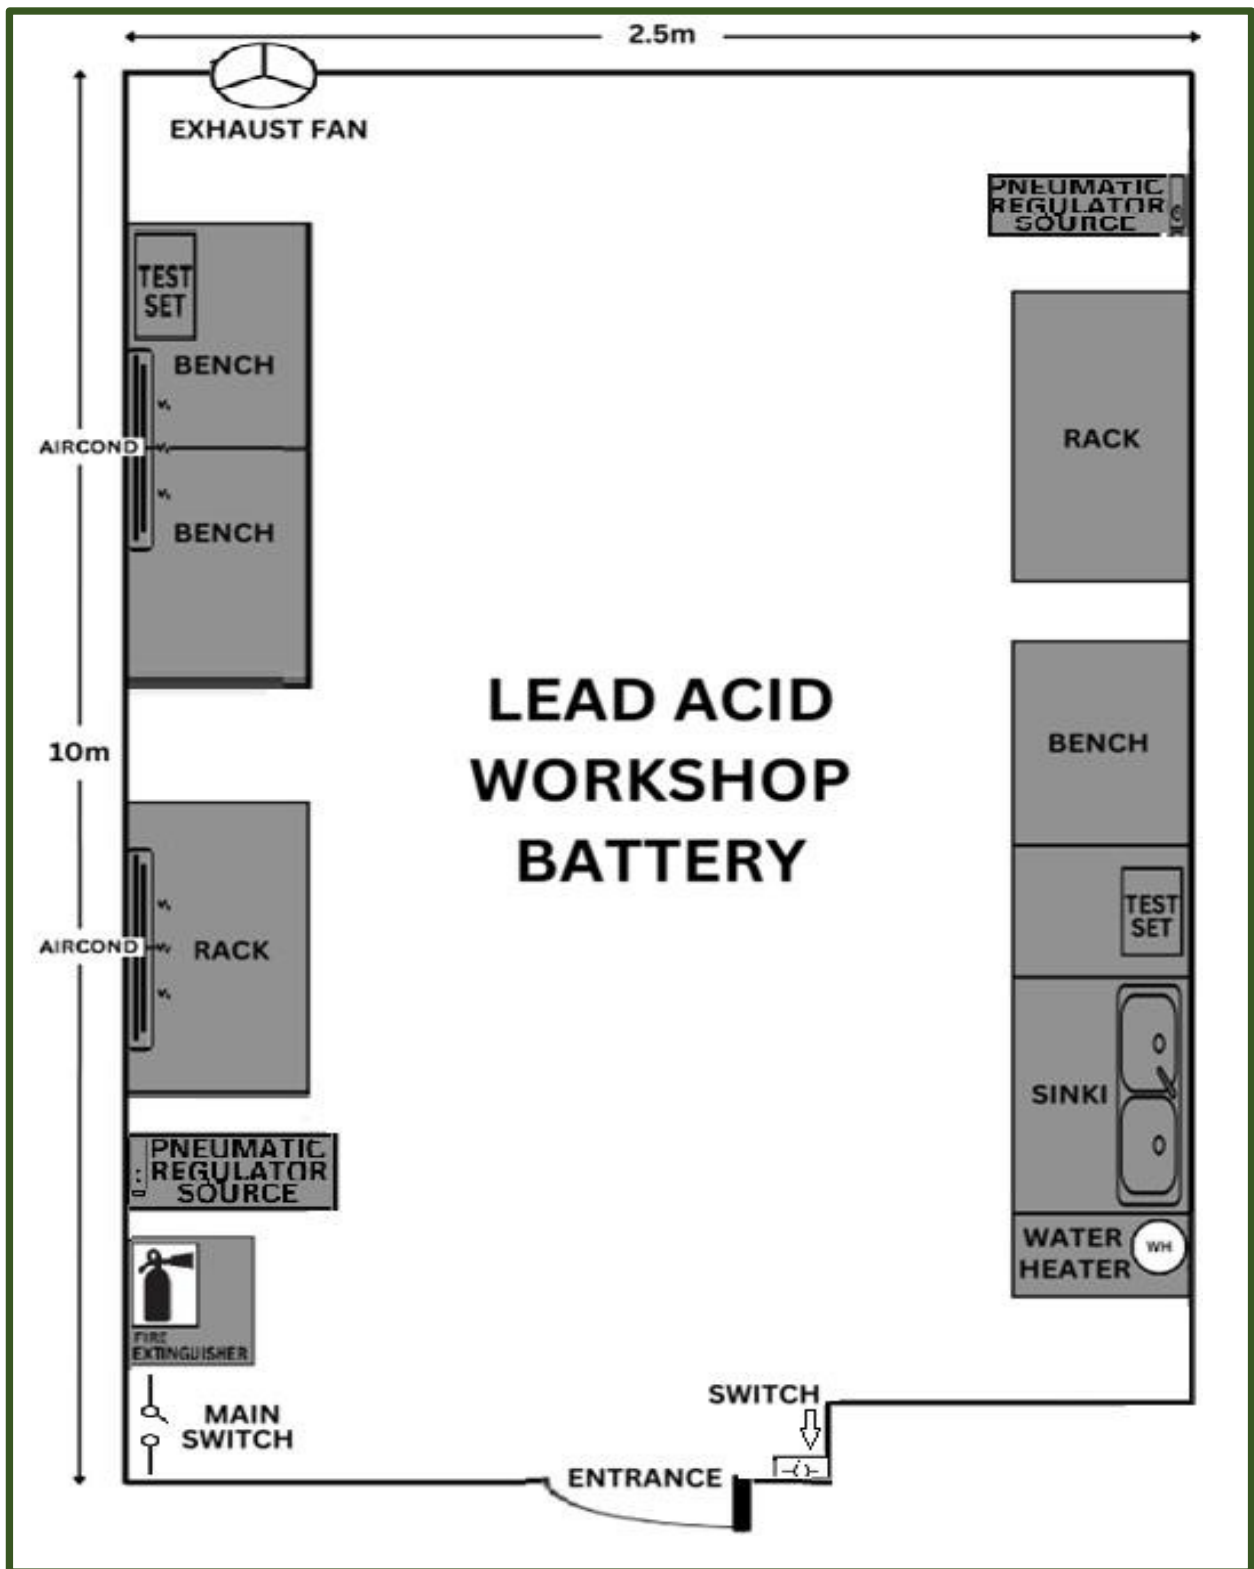 2.5m
EXHAUST FAN
PNEUMATIC
REGULATOR
SOURCE
TEST
SET
BENCH
AIRCOND
BENCH
RACK
LEAD ACID
WORKSHOP
BATTERY
10m
BENCH
TEST
SET
AIRCOND
RACK
SINKI
PNEUMATIC
REGULATOR
SOURCE
WATER
HEATER
WH
FIRE
EXTINGUISHER
MAIN
SWITCH
SWITCH
ENTRANCE